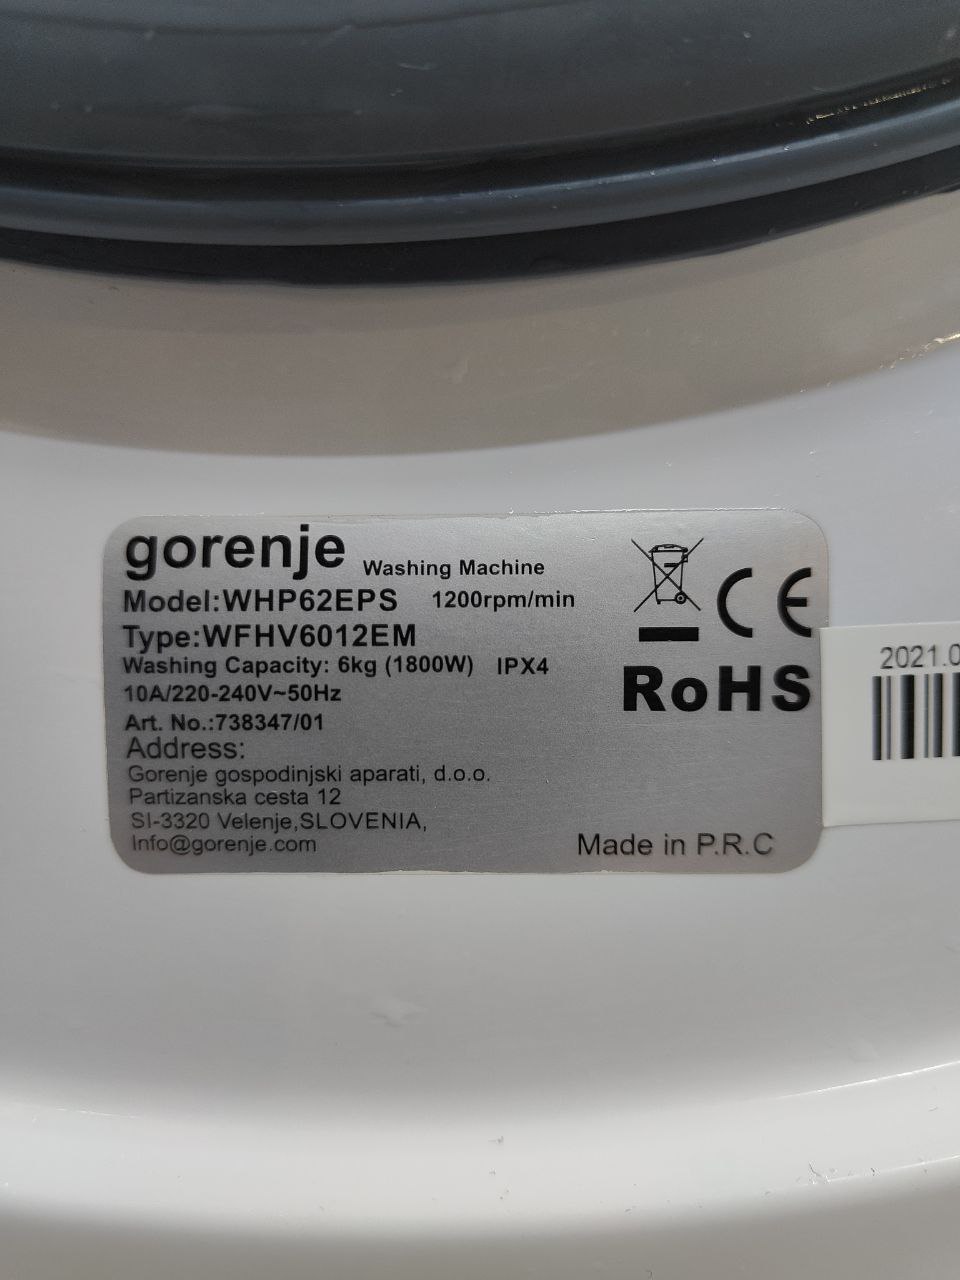 gorenje Washing Machine
Model:WHP62EPS 1200rpm/min
Type:WFHV6012EM
Washing Capacity: 6kg (1800W) IPX4
10A/220-240V~50Hz
Art. No.:738347/01
Address:
Gorenje gospodinjski aparati, d.o.o.
Partizanska cesta 12
SI-3320 Velenje,SLOVENIA,
Info@gorenje.com
CE
RoHS
Made in P.R.C
2021.0